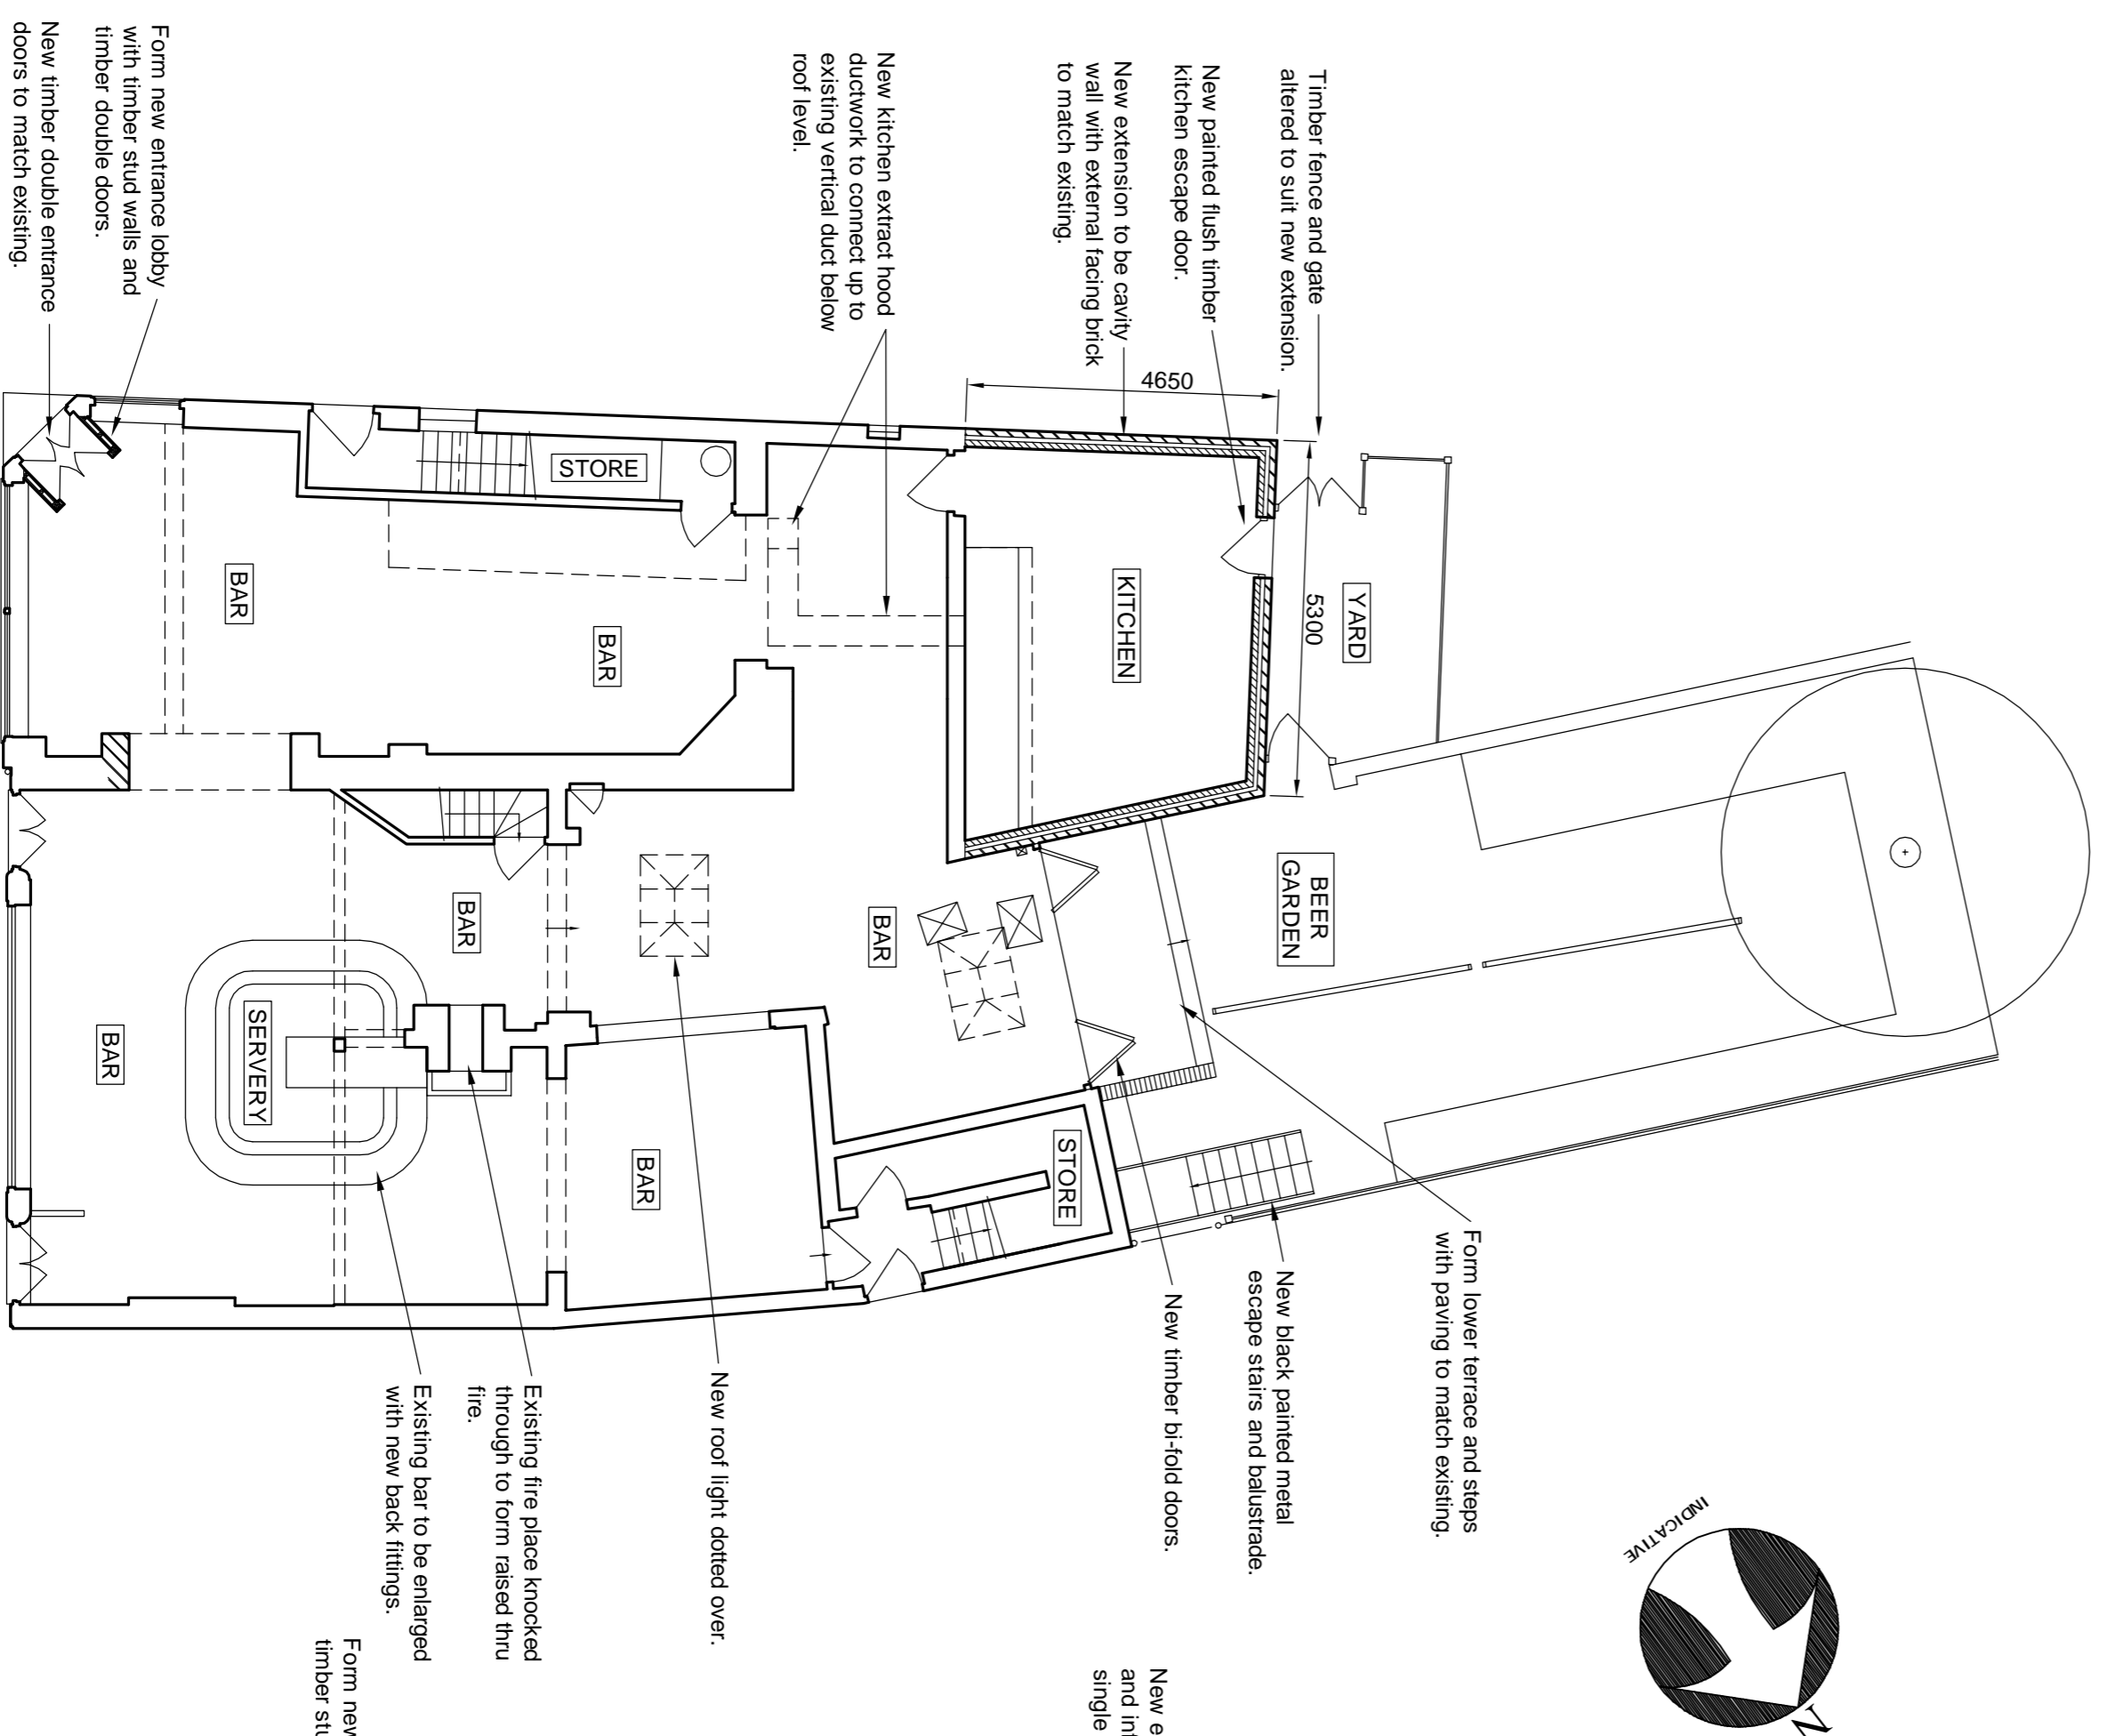 Timber fence and gate
altered to suit new extension.
New painted flush timber
kitchen escape door.
New extension to be cavity
wall with external facing brick
to match existing.
New kitchen extract hood
ductwork to connect up to
existing vertical duct below
roof level.
Form new entrance lobby
with timber stud walls and
timber double doors.
New timber double entrance
doors to match existing.
4650
5300
YARD
KITCHEN
STORE
BAR
BAR
BEER
GARDEN
BAR
BAR
SERVERY
BAR
BAR
STORE
Form lower terrace and steps
with paving to match existing.
New black painted metal
escape stairs and balustrade.
New timber bi-fold doors.
New roof light dotted over.
Existing fire place knocked
through to form raised thru
fire.
Existing bar to be enlarged
with new back fittings.
INDICATIVE
N
New
and
single
Form new
timber